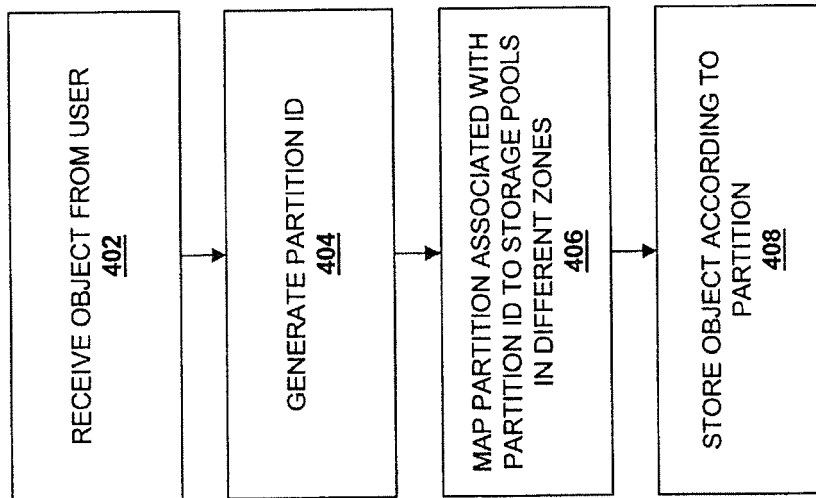 RECEIVE OBJECT FROM USER
402
GENERATE PARTITION ID
404
MAP PARTITION ASSOCIATED WITH
PARTITION ID TO STORAGE POOLS
IN DIFFERENT ZONES
406
STORE OBJECT ACCORDING TO
PARTITION
408